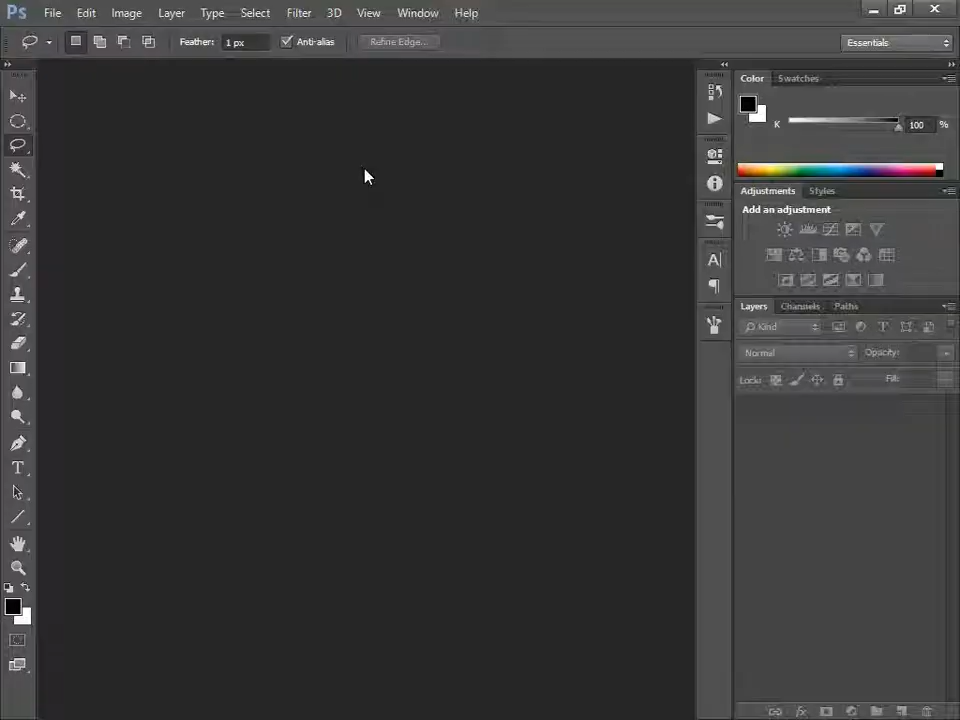 Ps File Edit Image Layer Type Select Filter 3D View Window Help
Feather: 1 px Anti-alias Refine Edge... Essentials
Color Swatches
K 100 %
Adjustments Styles
Add an adjustment
Layers Channels Paths
Kind T
Normal Opacity:
Lock: Fill:
A
T
fx